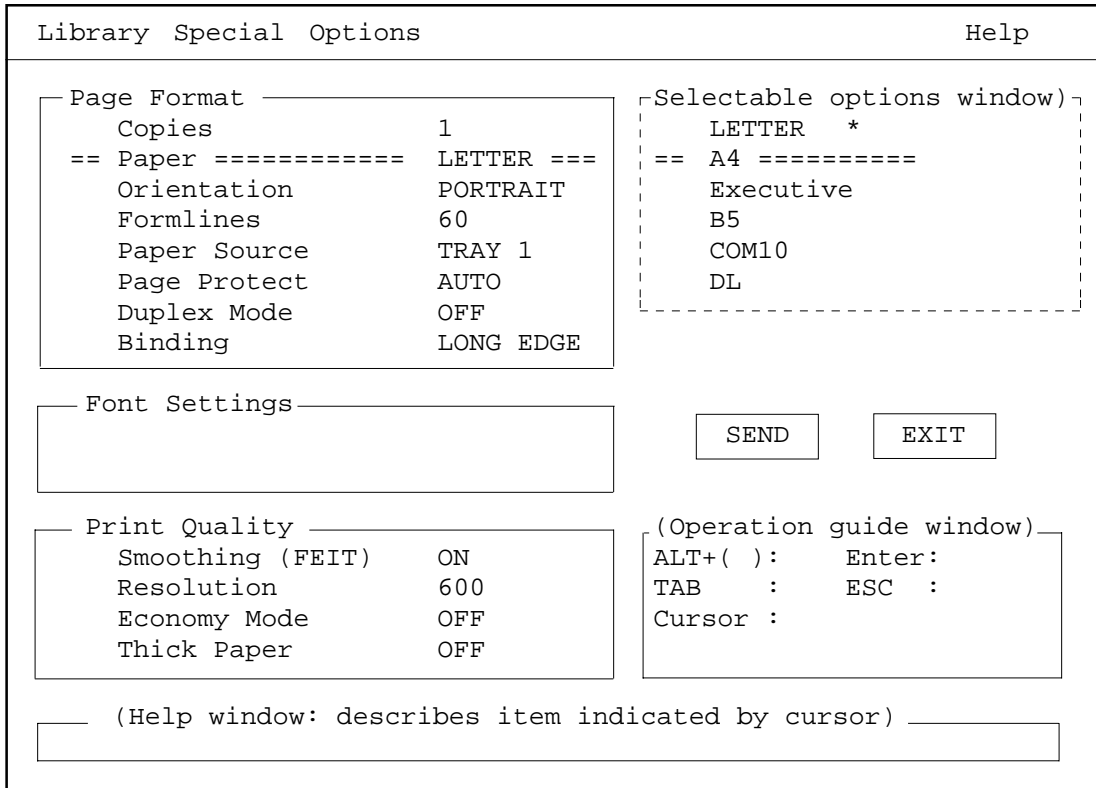 Library Special Options Help
Page Format
Copies 1
== Paper ============ LETTER ===
Orientation PORTRAIT
Formlines 60
Paper Source TRAY 1
Page Protect AUTO
Duplex Mode OFF
Binding LONG EDGE
Selectable options window)
LETTER *
== A4 ==========
Executive
B5
COM10
DL
Font Settings
SEND EXIT
Print Quality
Smoothing (FEIT) ON
Resolution 600
Economy Mode OFF
Thick Paper OFF
(Operation guide window)
ALT+( ): Enter:
TAB : ESC :
Cursor :
(Help window: describes item indicated by cursor)